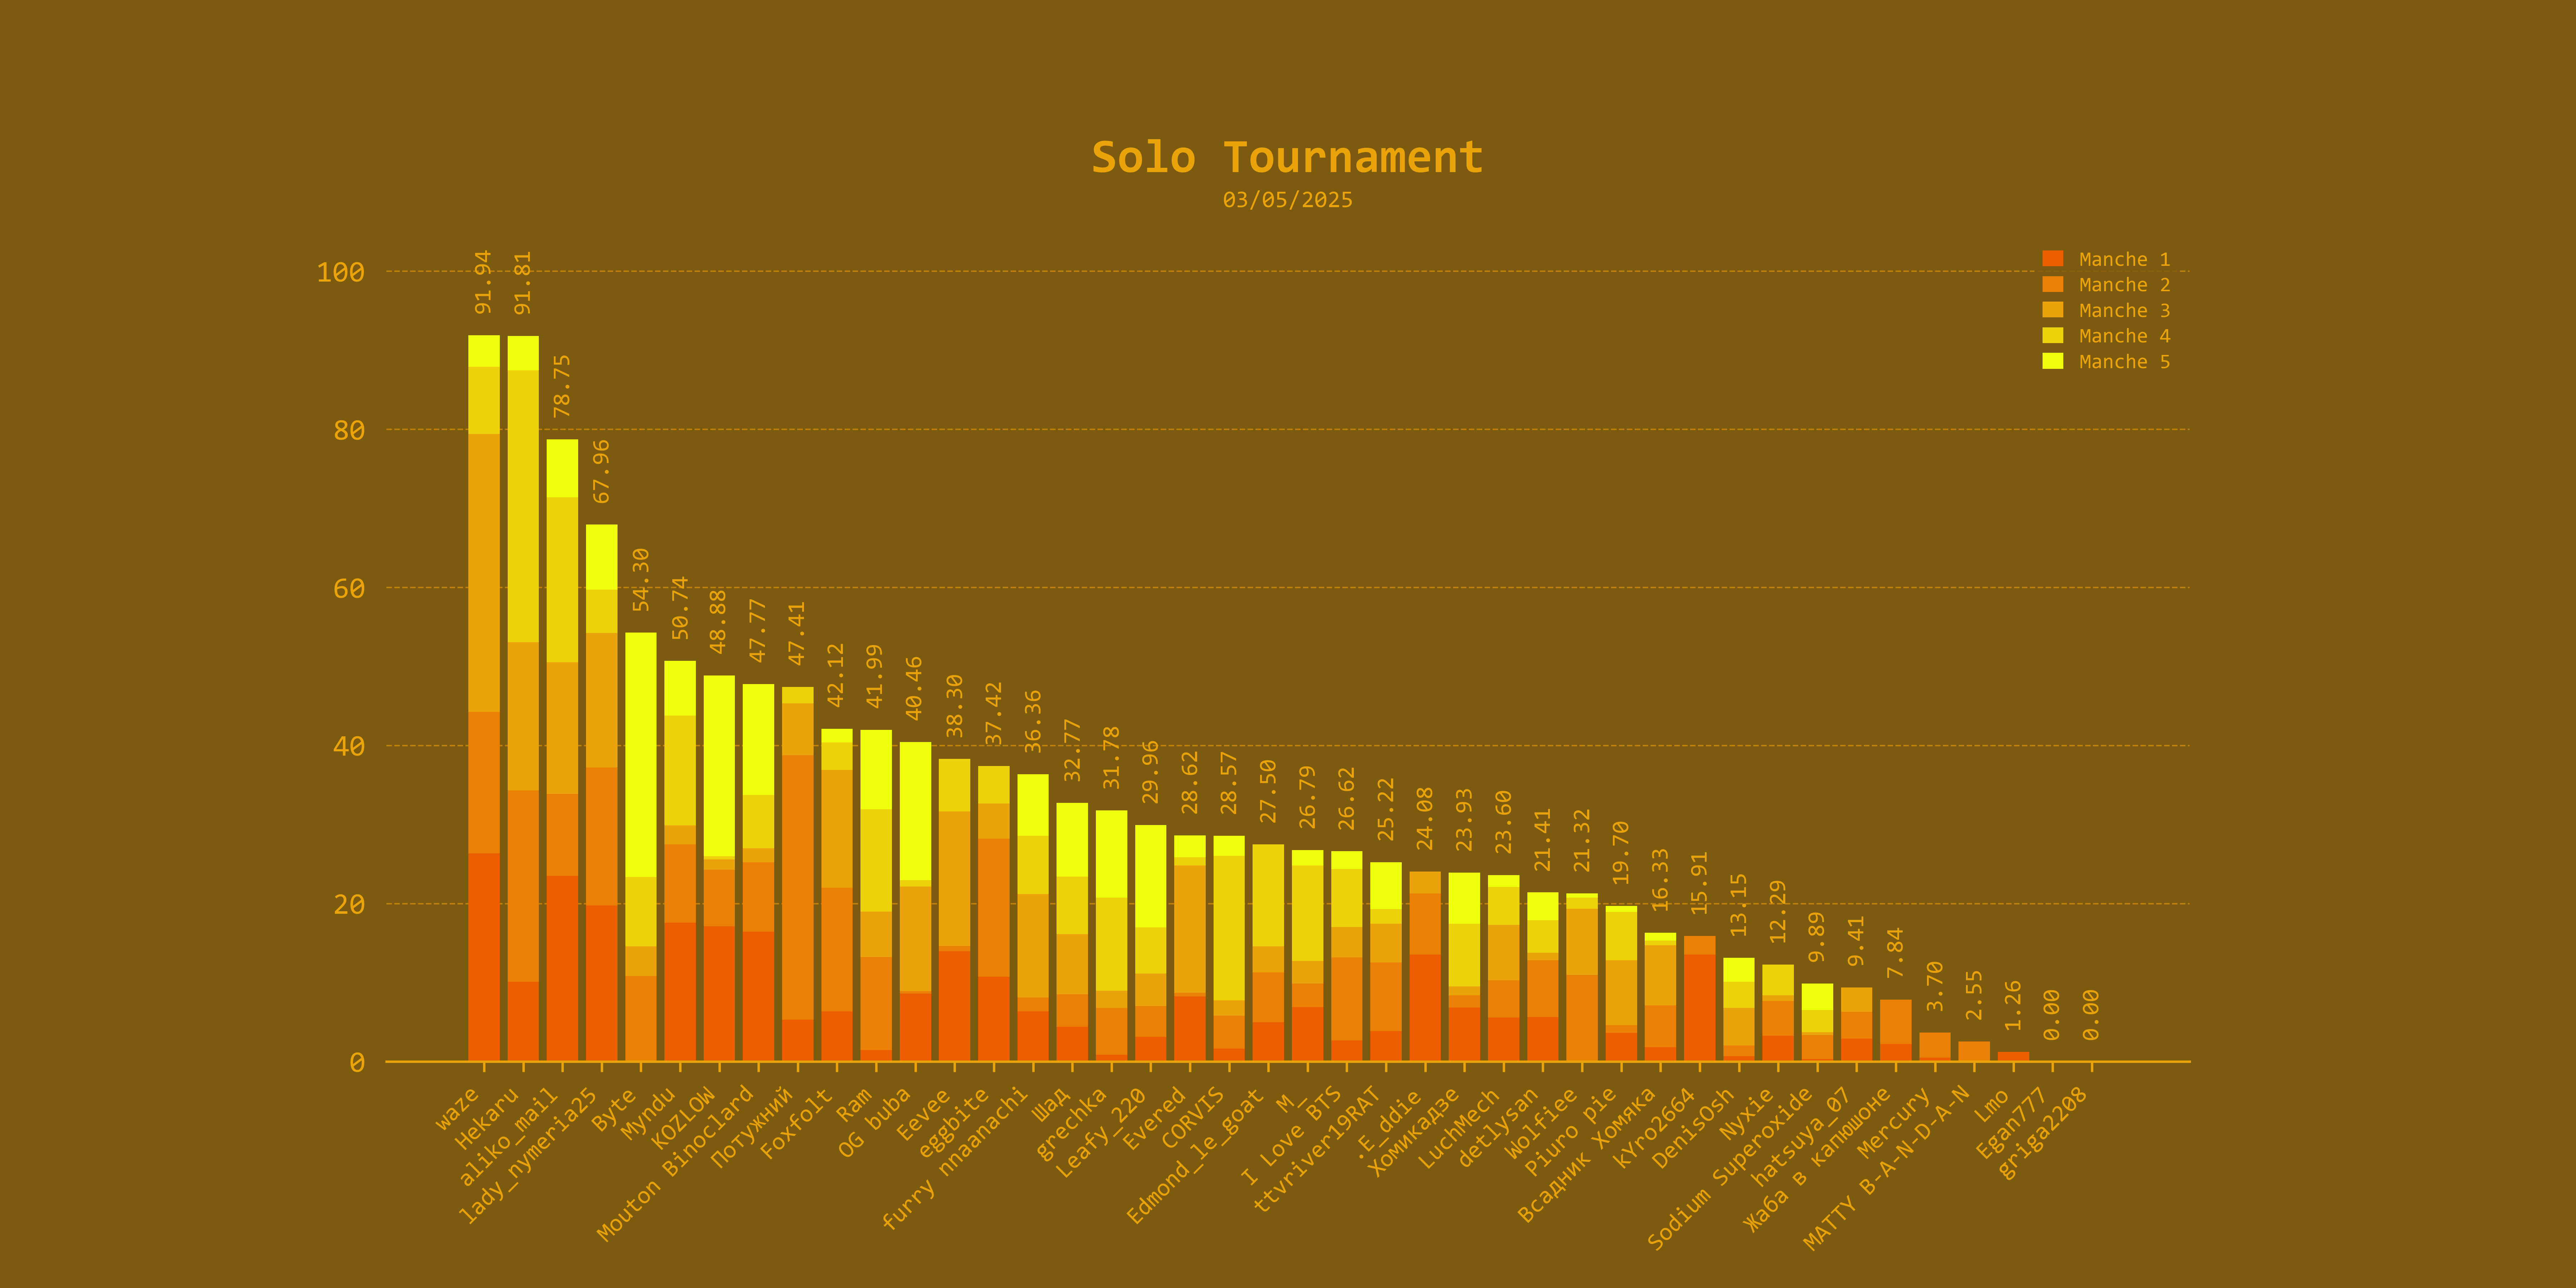 Solo Tournament
03/05/2025
Manche 1
Manche 2
Manche 3
Manche 4
Manche 5
100
80
60
40
20
0
91.94
91.81
78.75
67.96
54.30
50.74
48.88
47.77
47.41
42.12
41.99
40.46
38.30
37.42
36.36
32.77
31.78
29.96
28.62
28.57
27.50
26.79
26.62
25.22
24.08
23.93
23.60
21.41
21.32
19.70
16.33
15.91
13.15
12.29
9.89
9.41
7.84
3.70
2.55
1.26
0.00
0.00
waze
Hekaru
aliko_mail
lady_nymeria25
Byte
Myndu
KOZLOW
Mouton Binoclard
Потужний
Foxfolt
Ram
OG buba
Eevee
eggbite
furry nnaanachi
Шад
grechka
Leafy_220
Evered
CORVIS
Edmond_le_goat
M_
I Love BTS
ttvriver19RAT
.E_ddie
Хомикадзе
LuchMech
detlysan
Wolfiee
Piuro pie
Всадник Хомяка
kYro2664
DenisOsh
Nyxie
Sodium Superoxide
hatsuya_07
Жаба в капюшоне
Mercury
MATTY B-A-N-D-A-N
Lmo
Egan777
griga2208